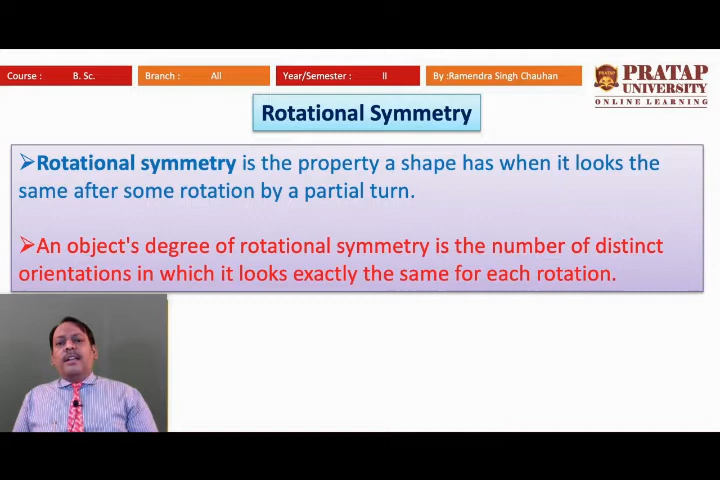 Course : B. Sc. Branch : All Year/Semester : II By :Ramendra Singh Chauhan
PRATAP
PRATAP
UNIVERSITY
ONLINE LEARNING
Rotational Symmetry
➢Rotational symmetry is the property a shape has when it looks the
same after some rotation by a partial turn.
➢An object's degree of rotational symmetry is the number of distinct
orientations in which it looks exactly the same for each rotation.